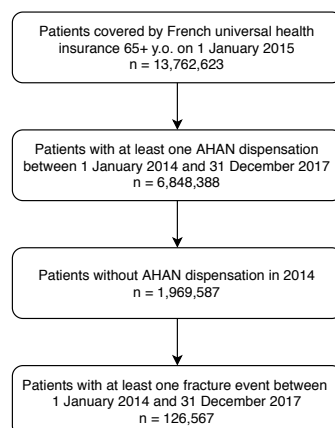 Patients covered by French universal health
insurance 65+ y.o. on 1 January 2015
n = 13,762,623
Patients with at least one AHAN dispensation
between 1 January 2014 and 31 December 2017
n = 6,848,388
Patients without AHAN dispensation in 2014
n = 1,969,587
Patients with at least one fracture event between
1 January 2014 and 31 December 2017
n = 126,567